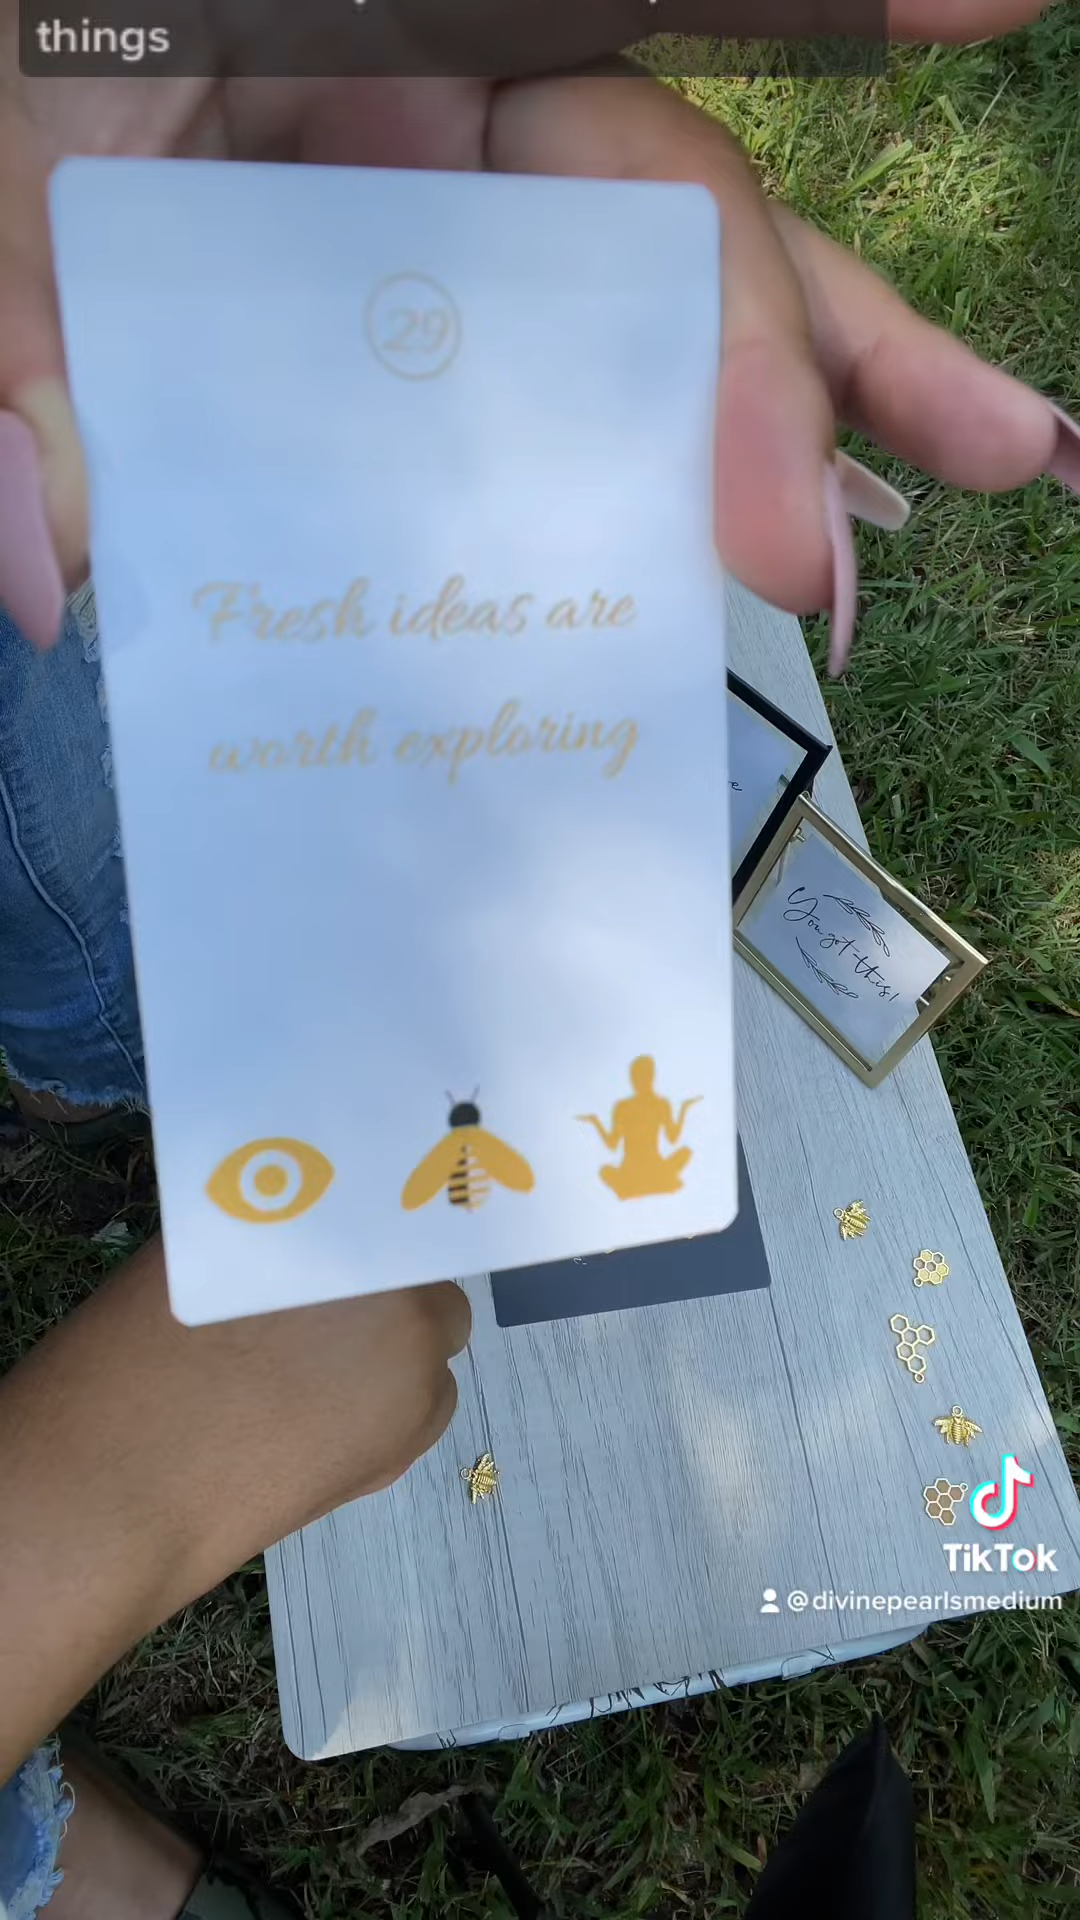 things
29
Fresh ideas are
worth exploring
You got this!
TikTok
@divinepearlsmedium